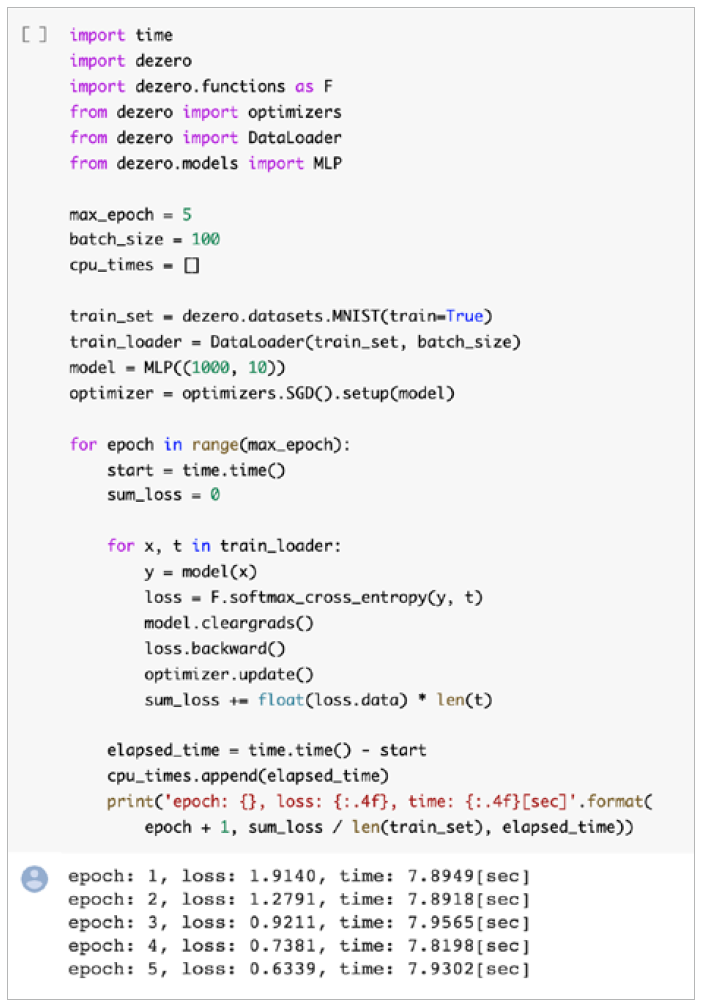 [ ] import time
import dezero
import dezero.functions as F
from dezero import optimizers
from dezero import DataLoader
from dezero.models import MLP
max_epoch = 5
batch_size = 100
cpu_times = []
train_set = dezero.datasets.MNIST(train=True)
train_loader = DataLoader(train_set, batch_size)
model = MLP((1000, 10))
optimizer = optimizers.SGD().setup(model)
for epoch in range(max_epoch):
    start = time.time()
    sum_loss = 0
    for x, t in train_loader:
        y = model(x)
        loss = F.softmax_cross_entropy(y, t)
        model.cleargrads()
        loss.backward()
        optimizer.update()
        sum_loss += float(loss.data) * len(t)
    elapsed_time = time.time() - start
    cpu_times.append(elapsed_time)
    print('epoch: {}, loss: {:.4f}, time: {:.4f}[sec]'.format(
        epoch + 1, sum_loss / len(train_set), elapsed_time))
epoch: 1, loss: 1.9140, time: 7.8949[sec]
epoch: 2, loss: 1.2791, time: 7.8918[sec]
epoch: 3, loss: 0.9211, time: 7.9565[sec]
epoch: 4, loss: 0.7381, time: 7.8198[sec]
epoch: 5, loss: 0.6339, time: 7.9302[sec]